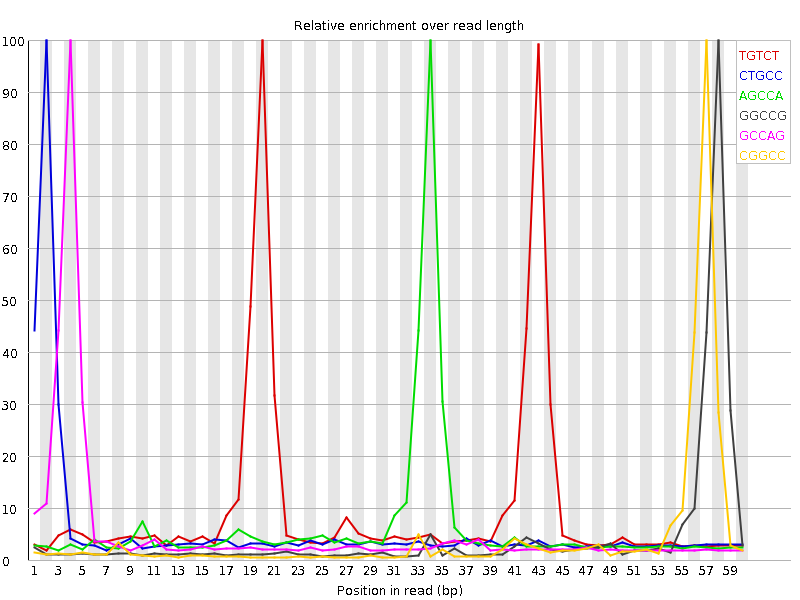 Relative enrichment over read length
100
90
80
70
60
50
40
30
20
10
0
TGTCT
CTGCC
AGCCA
GGCCG
GCCAG
CGGCC
1 3 5 7 9 11 13 15 17 19 21 23 25 27 29 31 33 35 37 39 41 43 45 47 49 51 53 55 57 59
Position in read (bp)